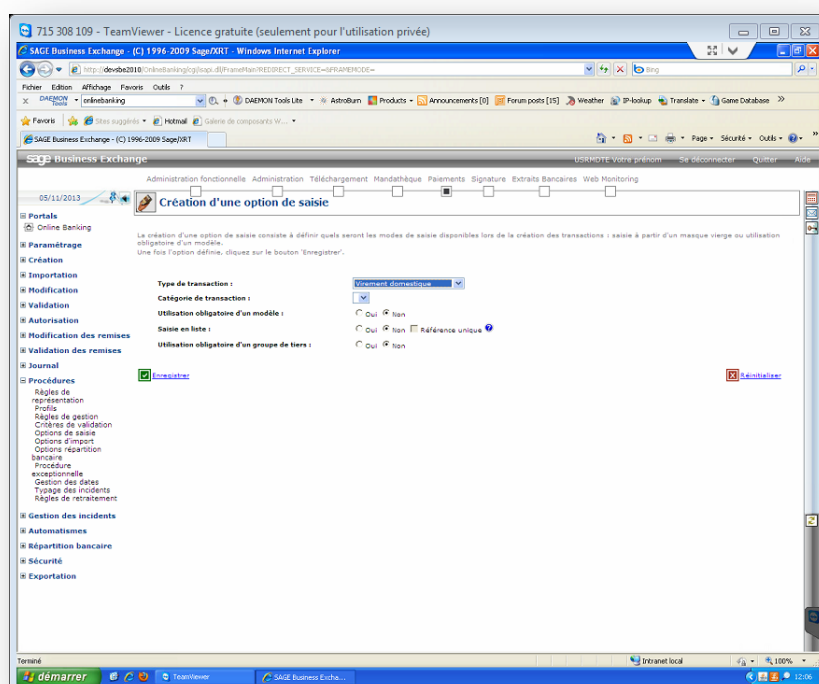 715 308 109 - TeamViewer - Licence gratuite (seulement pour l'utilisation privée)
SAGE Business Exchange - (C) 1996-2009 Sage/XRT - Windows Internet Explorer
http://devsbe2010/OnlineBanking/cgi/isapi.dll/FrameMain?REDIRECT_SERVICE=&FRAMEMODE=
Bing
Fichier Edition Affichage Favoris Outils ?
DAEMON Tools onlinebanking DAEMON Tools Lite AstroBurn Products Announcements [0] Forum posts [15] Weather IP-lookup Translate Game Database
Favoris Sites suggérés Hotmail Galerie de composants W...
SAGE Business Exchange - (C) 1996-2009 Sage/XRT
Page Sécurité Outils
sage Business Exchange
USRMDTE Votre prénom Se déconnecter Quitter Aide
Administration fonctionnelle Administration Téléchargement Mandathèque Paiements Signature Extraits Bancaires Web Monitoring
05/11/2013
Création d'une option de saisie
Portals
Online Banking
Paramétrage
Création
Importation
Modification
Validation
Autorisation
Modification des remises
Validation des remises
Journal
Procédures
Règles de
représentation
Profils
Règles de gestion
Critères de validation
Options de saisie
Options d'import
Options répartition
bancaire
Procédure
exceptionnelle
Gestion des dates
Typage des incidents
Règles de retraitement
Gestion des incidents
Automatismes
Répartition bancaire
Sécurité
Exportation
La création d'une option de saisie consiste à définir quels seront les modes de saisie disponibles lors de la création des transactions : saisie à partir d'un masque vierge ou utilisation
obligatoire d'un modèle.
Une fois l'option définie, cliquez sur le bouton 'Enregistrer'.
Type de transaction : Virement domestique
Catégorie de transaction :
Utilisation obligatoire d'un modèle : Oui Non
Saisie en liste : Oui Non Référence unique
Utilisation obligatoire d'un groupe de tiers : Oui Non
Enregistrer
Réinitialiser
Terminé
Intranet local
100%
démarrer
TeamViewer
SAGE Business Excha...
12:06